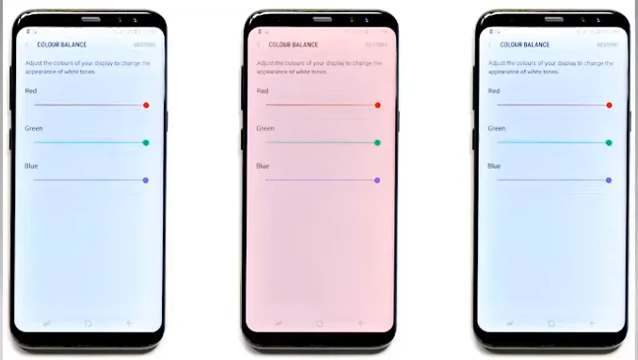 COLOUR BALANCE
Adjust the colours of your display to change the
appearance of white tones.
Red
Green
Blue
COLOUR BALANCE
Adjust the colours of your display to change the
appearance of white tones.
Red
Green
Blue
COLOUR BALANCE
Adjust the colours of your display to change the
appearance of white tones.
Red
Green
Blue